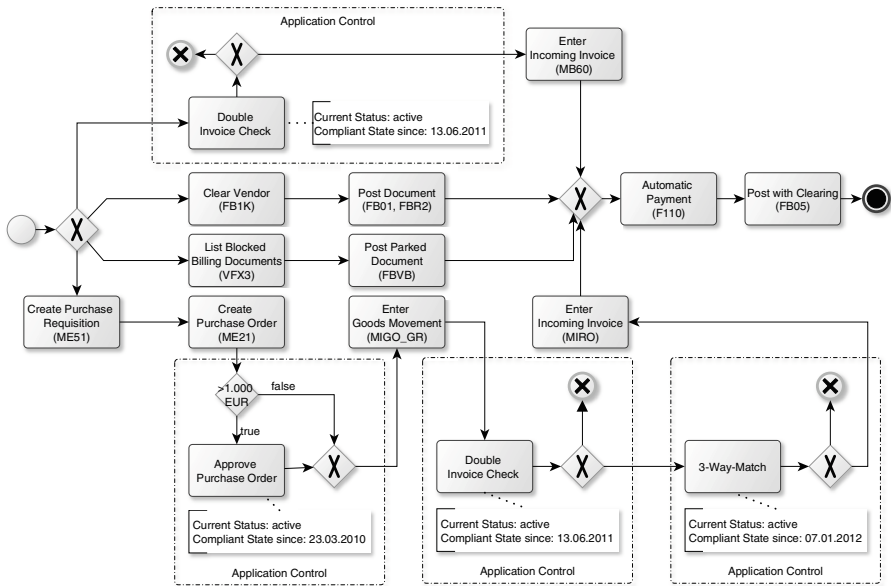 Application Control
Enter
Incoming Invoice
(MB60)
Double
Invoice Check
Current Status: active
Compliant State since: 13.06.2011
Clear Vendor
(FB1K)
Post Document
(FB01, FBR2)
Automatic
Payment
(F110)
Post with Clearing
(FB05)
List Blocked
Billing Documents
(VFX3)
Post Parked
Document
(FBVB)
Create Purchase
Requisition
(ME51)
Create
Purchase Order
(ME21)
Enter
Goods Movement
(MIGO_GR)
Enter
Incoming Invoice
(MIRO)
>1.000
EUR
false
true
Approve
Purchase Order
Current Status: active
Compliant State since: 23.03.2010
Application Control
Double
Invoice Check
Current Status: active
Compliant State since: 13.06.2011
Application Control
3-Way-Match
Current Status: active
Compliant State since: 07.01.2012
Application Control